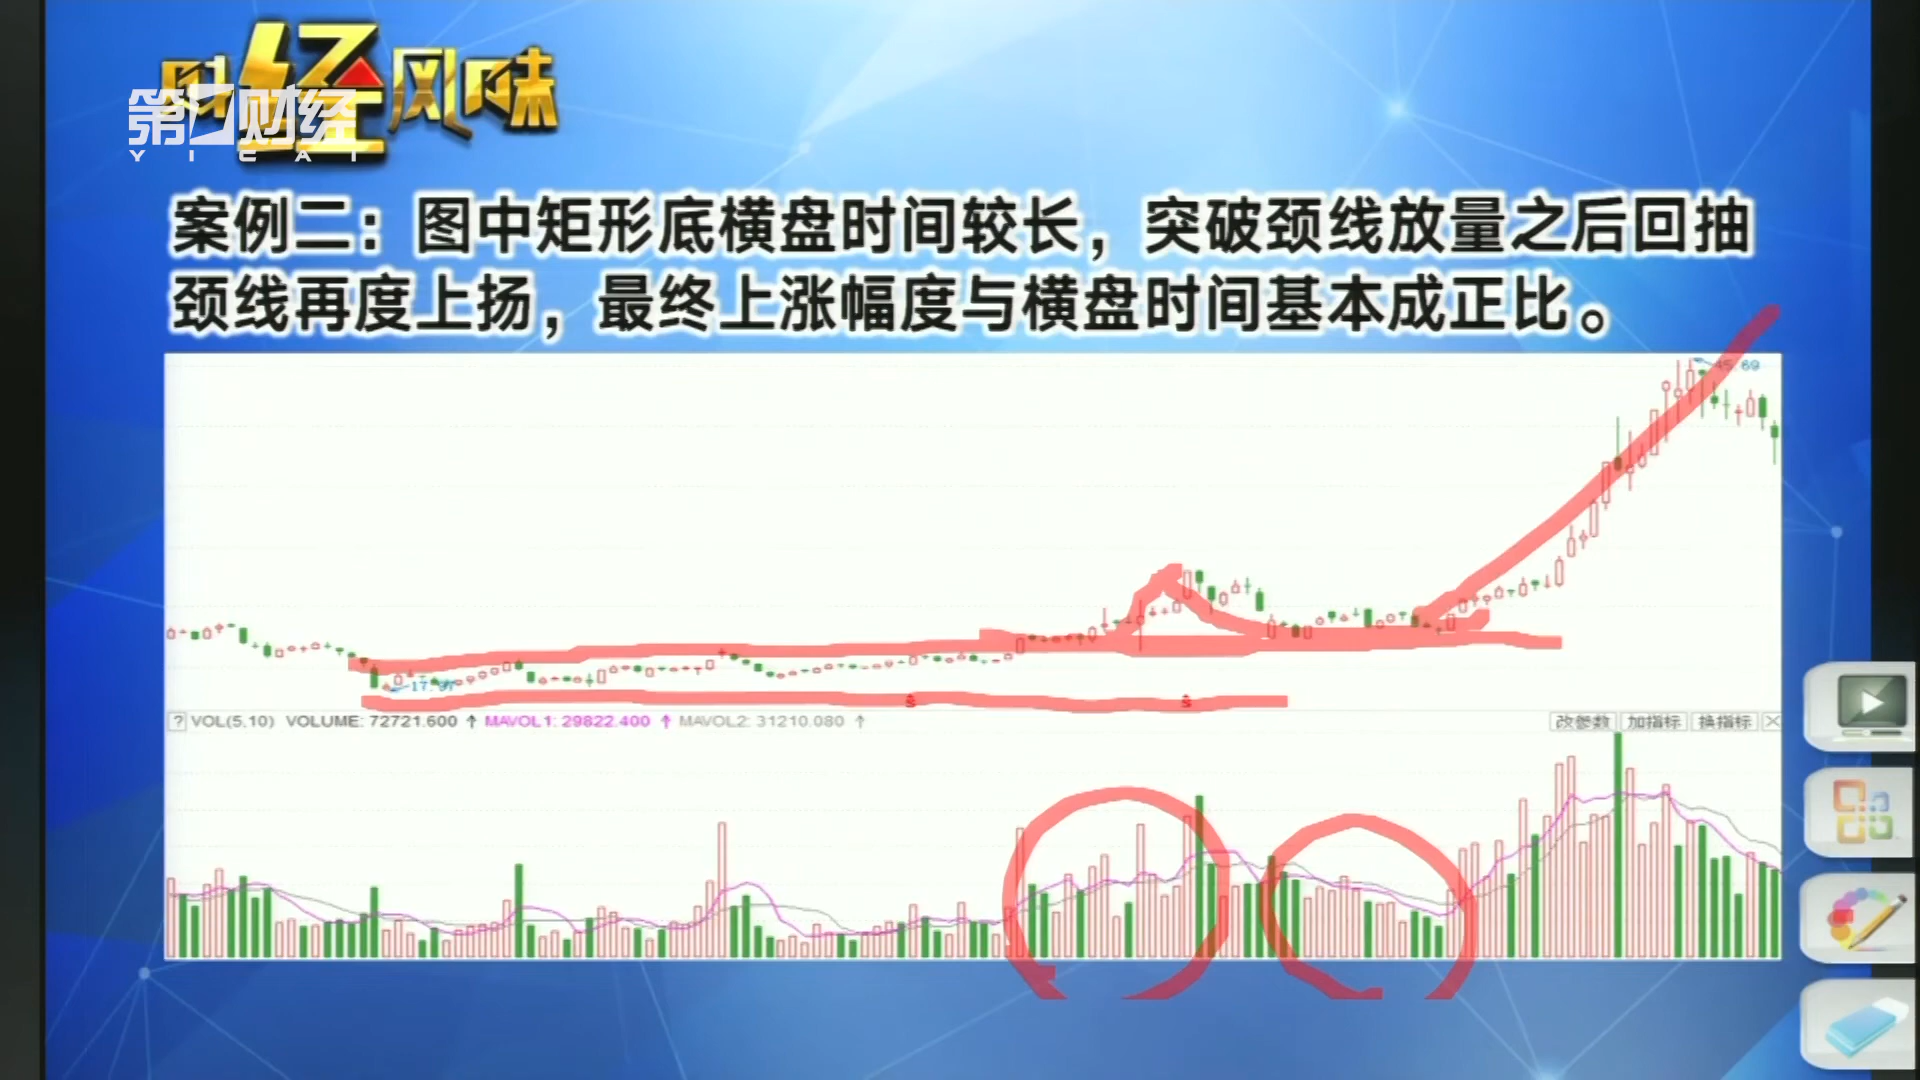 财经风味
第一财经
YICAI
案例二：图中矩形底横盘时间较长，突破颈线放量之后回抽
颈线再度上扬，最终上涨幅度与横盘时间基本成正比。
45.69
17.97
? VOL(5,10) VOLUME: 72721.600 ↑ MAVOL1: 29822.400 ↑ MAVOL2: 31210.080 ↑ 改参数 加指标 换指标